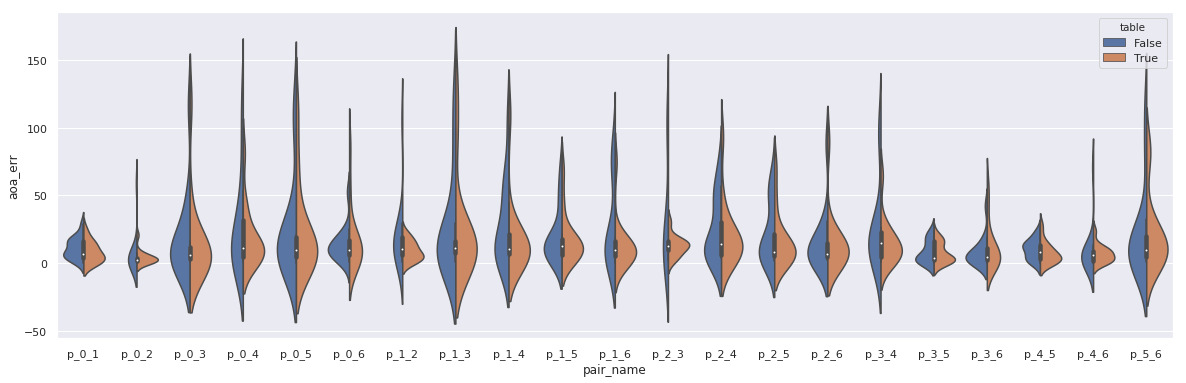 table
False
True
150
100
50
0
−50
aoa_err
p_0_1 p_0_2 p_0_3 p_0_4 p_0_5 p_0_6 p_1_2 p_1_3 p_1_4 p_1_5 p_1_6 p_2_3 p_2_4 p_2_5 p_2_6 p_3_4 p_3_5 p_3_6 p_4_5 p_4_6 p_5_6
pair_name